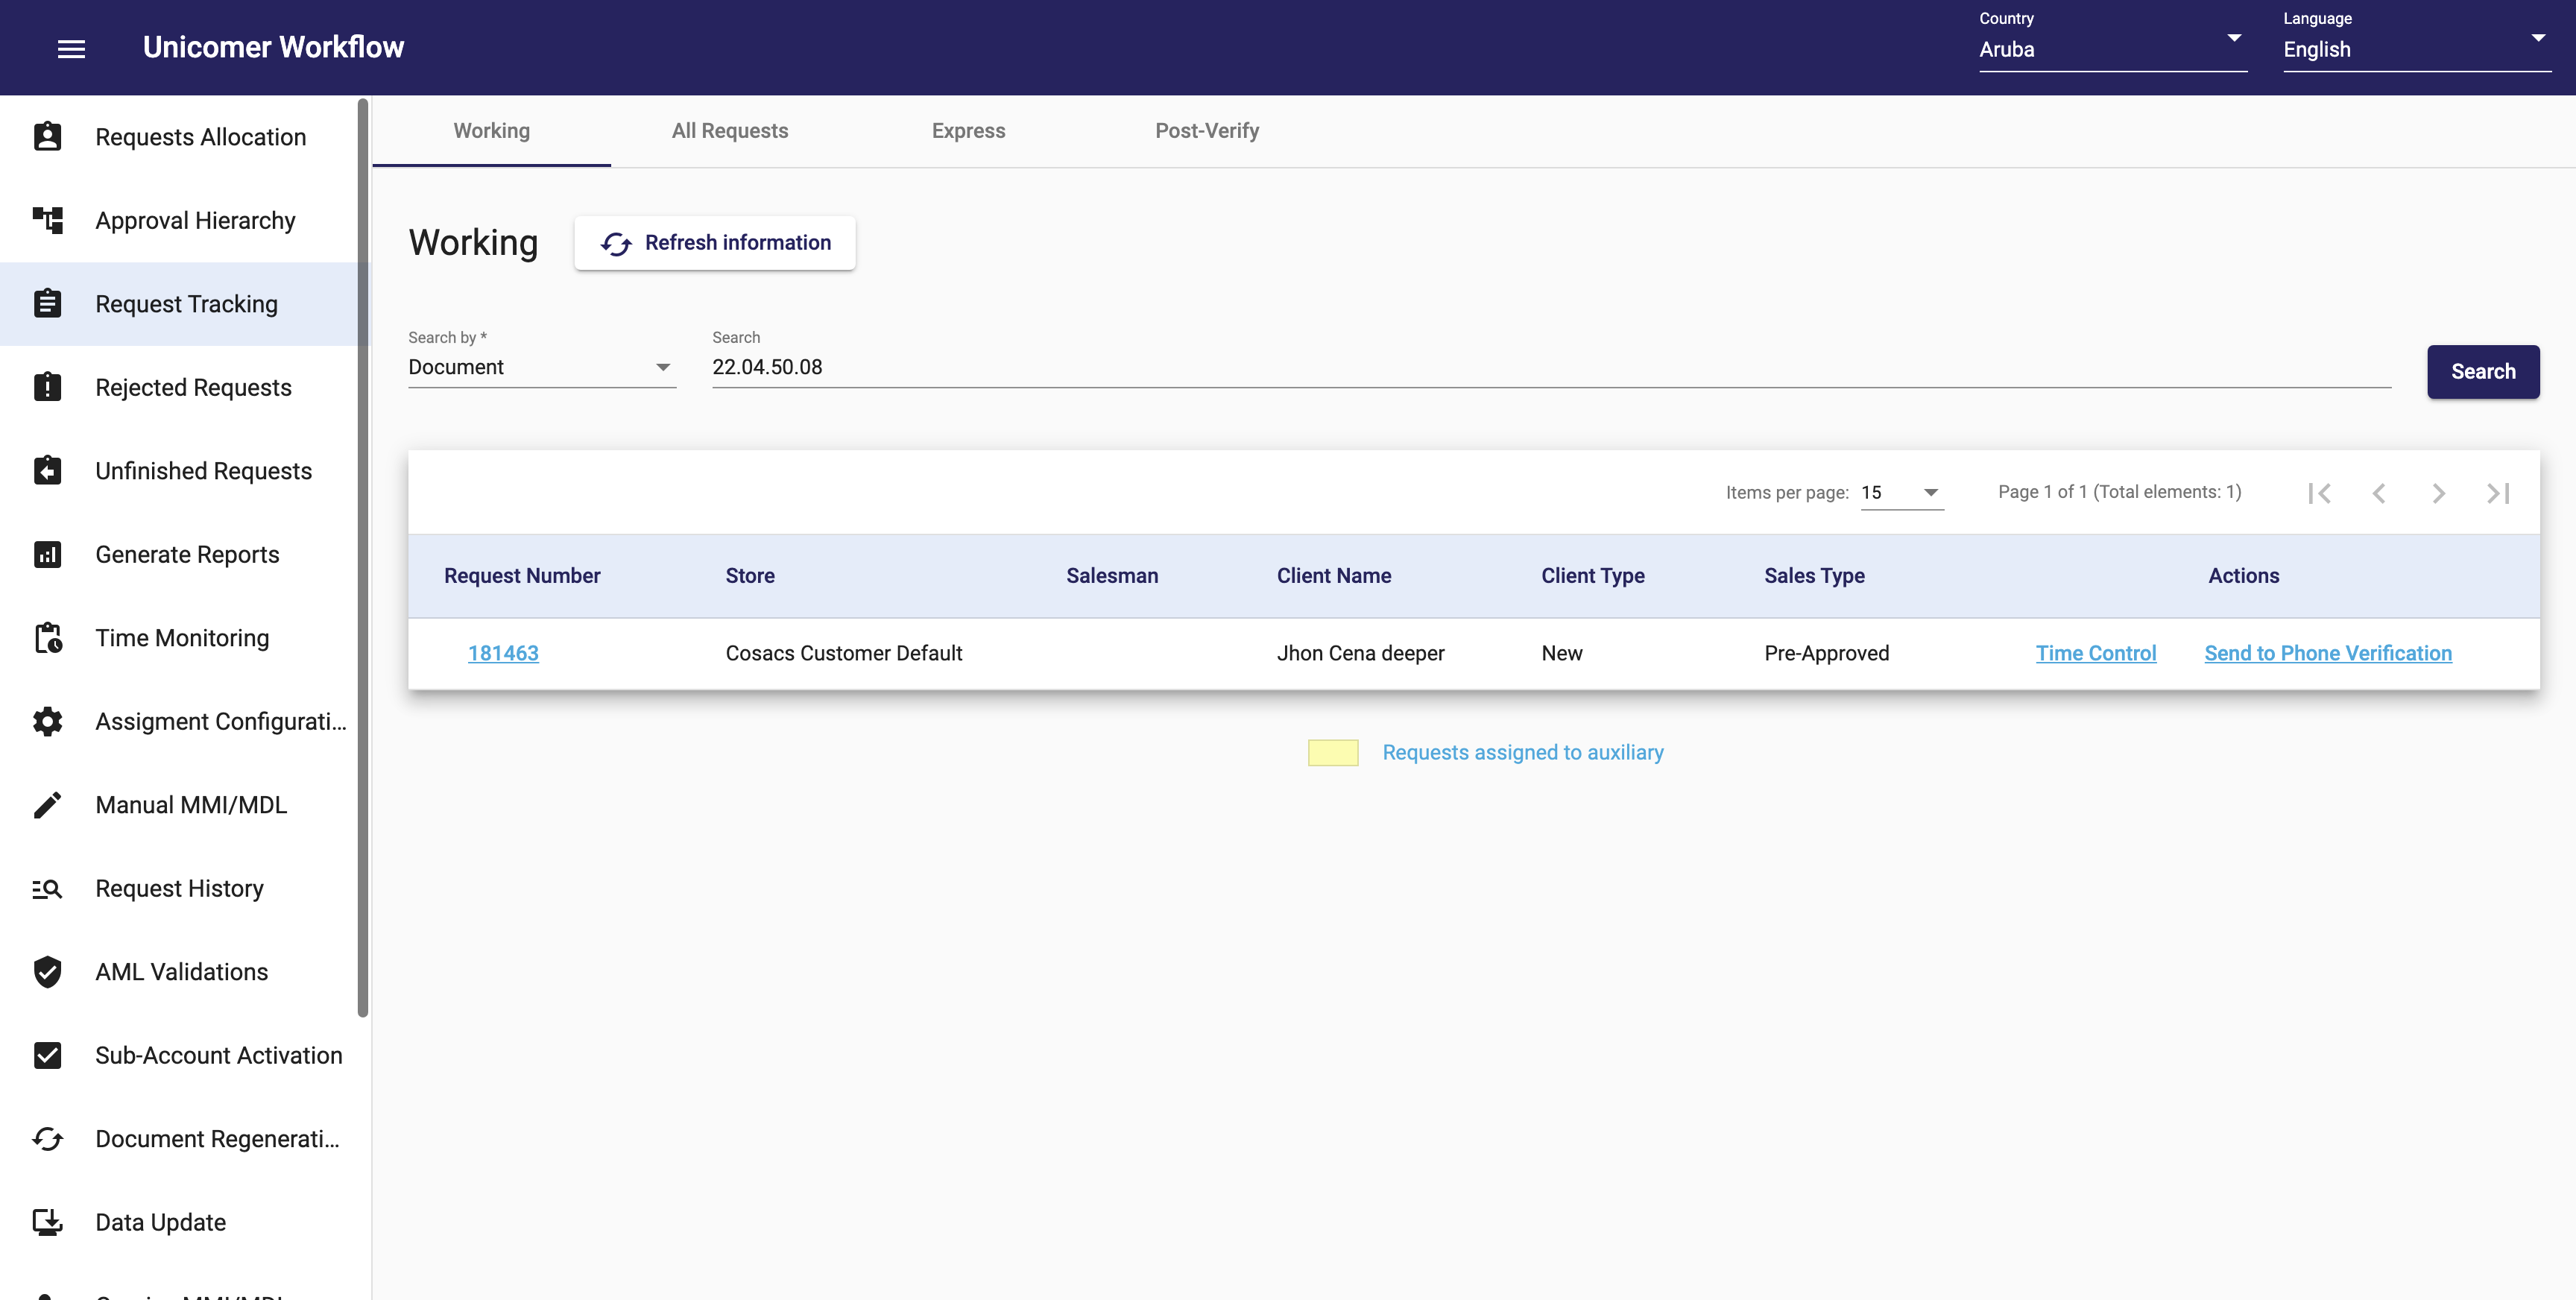 Unicomer Workflow
Country
Aruba
Language
English
Requests Allocation
Approval Hierarchy
Request Tracking
Rejected Requests
Unfinished Requests
Generate Reports
Time Monitoring
Assigment Configurati...
Manual MMI/MDL
Request History
AML Validations
Sub-Account Activation
Document Regenerati...
Data Update
Working All Requests Express Post-Verify
Working Refresh information
Search by *
Document
Search
22.04.50.08
Search
Items per page: 15 Page 1 of 1 (Total elements: 1)
Request Number Store Salesman Client Name Client Type Sales Type Actions
181463 Cosacs Customer Default Jhon Cena deeper New Pre-Approved Time Control Send to Phone Verification
Requests assigned to auxiliary